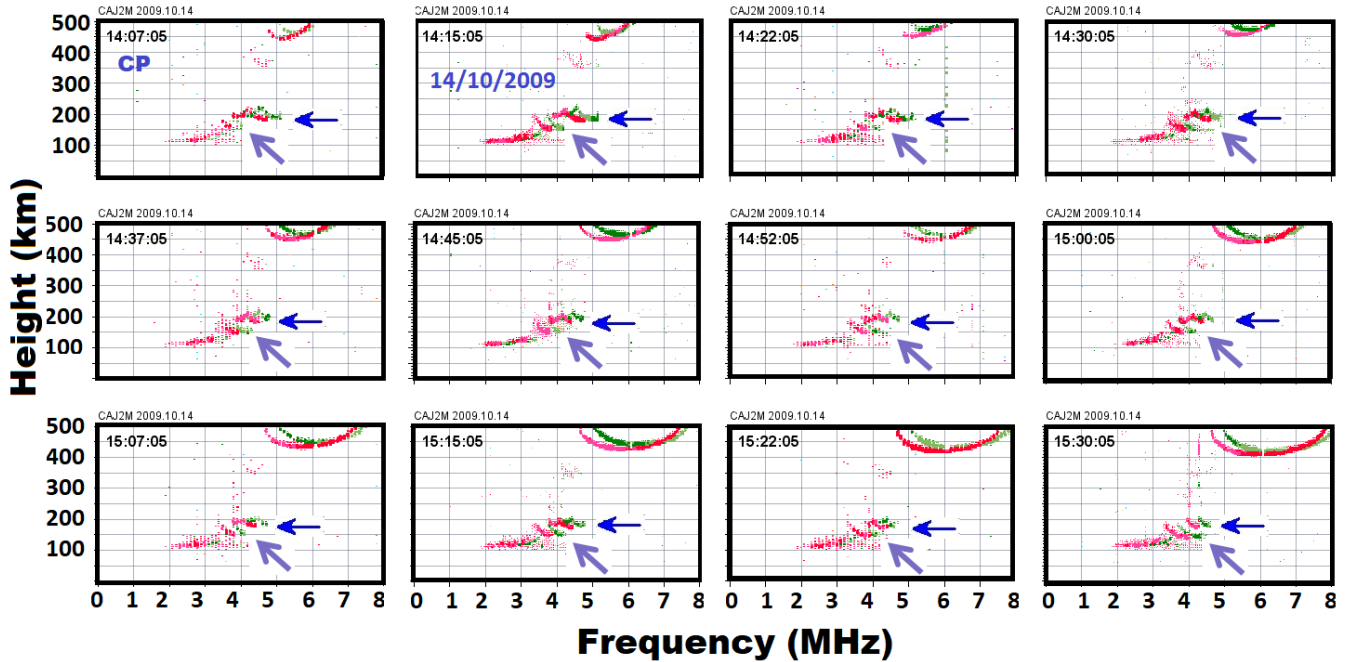 CAJ2M 2009.10.14 CAJ2M 2009.10.14 CAJ2M 2009.10.14 CAJ2M 2009.10.14
500 14:07:05 14:15:05 14:22:05 14:30:05
400 CP 14/10/2009
300
200
100
CAJ2M 2009.10.14 CAJ2M 2009.10.14 CAJ2M 2009.10.14 CAJ2M 2009.10.14
500 14:37:05 14:45:05 14:52:05 15:00:05
400
300
200
100
CAJ2M 2009.10.14 CAJ2M 2009.10.14 CAJ2M 2009.10.14 CAJ2M 2009.10.14
500 15:07:05 15:15:05 15:22:05 15:30:05
400
300
200
100
0 1 2 3 4 5 6 7 8 0 1 2 3 4 5 6 7 8 0 1 2 3 4 5 6 7 8 0 1 2 3 4 5 6 7 8
Height (km)
Frequency (MHz)